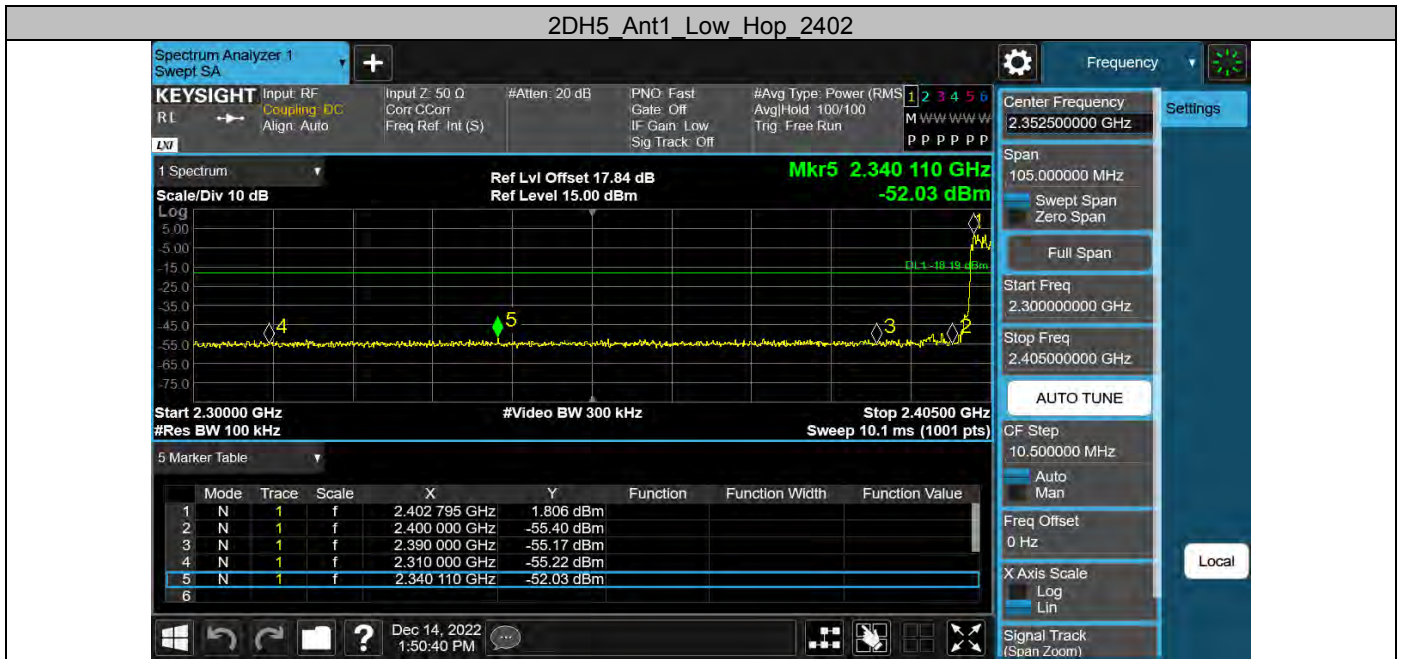 2DH5_Ant1_Low_Hop_2402
Spectrum Analyzer 1
Swept SA
Frequency
KEYSIGHT
RL
LXI
Input: RF
Coupling: DC
Align: Auto
Input Z: 50 Ω
Corr CCorr
Freq Ref: Int (S)
#Atten: 20 dB
PNO: Fast
Gate: Off
IF Gain: Low
Sig Track: Off
#Avg Type: Power (RMS
Avg|Hold: 100/100
Trig: Free Run
1 2 3 4 5 6
M W W W W W
P P P P P P
1 Spectrum
Scale/Div 10 dB
Log
Ref Lvl Offset 17.84 dB
Ref Level 15.00 dBm
Mkr5 2.340 110 GHz
-52.03 dBm
5.00
-5.00
-15.0
-25.0
-35.0
-45.0
-55.0
-65.0
-75.0
DL1 -18.19 dBm
1
4
5
3
2
Start 2.30000 GHz
#Res BW 100 kHz
#Video BW 300 kHz
Stop 2.40500 GHz
Sweep 10.1 ms (1001 pts)
5 Marker Table
Mode Trace Scale X Y Function Function Width Function Value
1 N 1 f 2.402 795 GHz 1.806 dBm
2 N 1 f 2.400 000 GHz -55.40 dBm
3 N 1 f 2.390 000 GHz -55.17 dBm
4 N 1 f 2.310 000 GHz -55.22 dBm
5 N 1 f 2.340 110 GHz -52.03 dBm
6
Dec 14, 2022
1:50:40 PM
Center Frequency
2.352500000 GHz
Settings
Span
105.000000 MHz
Swept Span
Zero Span
Full Span
Start Freq
2.300000000 GHz
Stop Freq
2.405000000 GHz
AUTO TUNE
CF Step
10.500000 MHz
Auto
Man
Freq Offset
0 Hz
X Axis Scale
Log
Lin
Local
Signal Track
(Span Zoom)